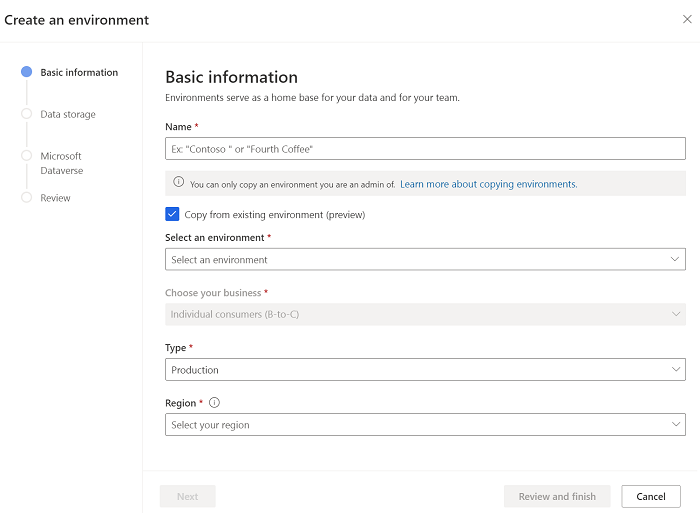 Create an environment
Basic information
Data storage
Microsoft
Dataverse
Review
Basic information
Environments serve as a home base for your data and for your team.
Name *
Ex: "Contoso " or "Fourth Coffee"
You can only copy an environment you are an admin of. Learn more about copying environments.
Copy from existing environment (preview)
Select an environment *
Select an environment
Choose your business *
Individual consumers (B-to-C)
Type *
Production
Region *
Select your region
Next
Review and finish
Cancel